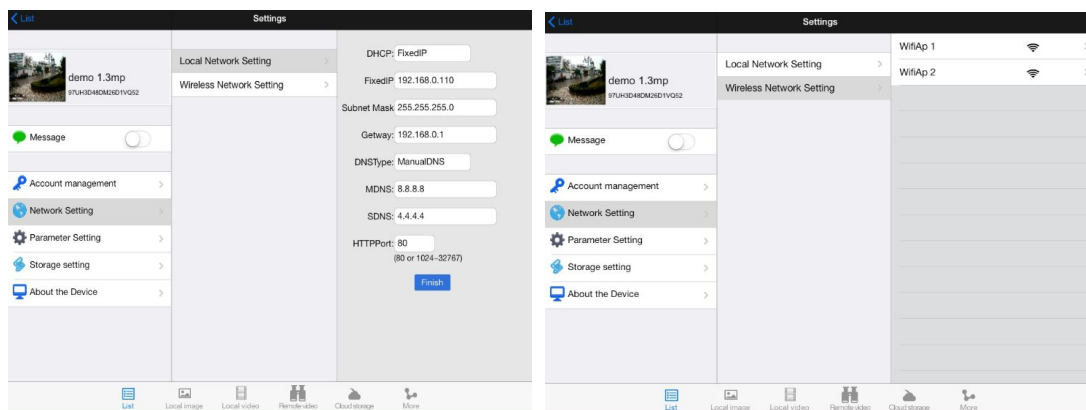 List
Settings
demo 1.3mp
97UH3D48DM26D1VQ52
Message
Account management
Network Setting
Parameter Setting
Storage setting
About the Device
Local Network Setting
Wireless Network Setting
DHCP: FixedIP
FixedIP 192.168.0.110
Subnet Mask 255.255.255.0
Getway: 192.168.0.1
DNSType: ManualDNS
MDNS: 8.8.8.8
SDNS: 4.4.4.4
HTTPPort: 80
(80 or 1024-32767)
Finish
List Local image Local video Remote video Cloud storage More
List
Settings
demo 1.3mp
97UH3D48DM26D1VQ52
Message
Account management
Network Setting
Parameter Setting
Storage setting
About the Device
Local Network Setting
Wireless Network Setting
WifiAp 1
WifiAp 2
List Local image Local video Remote video Cloud storage More